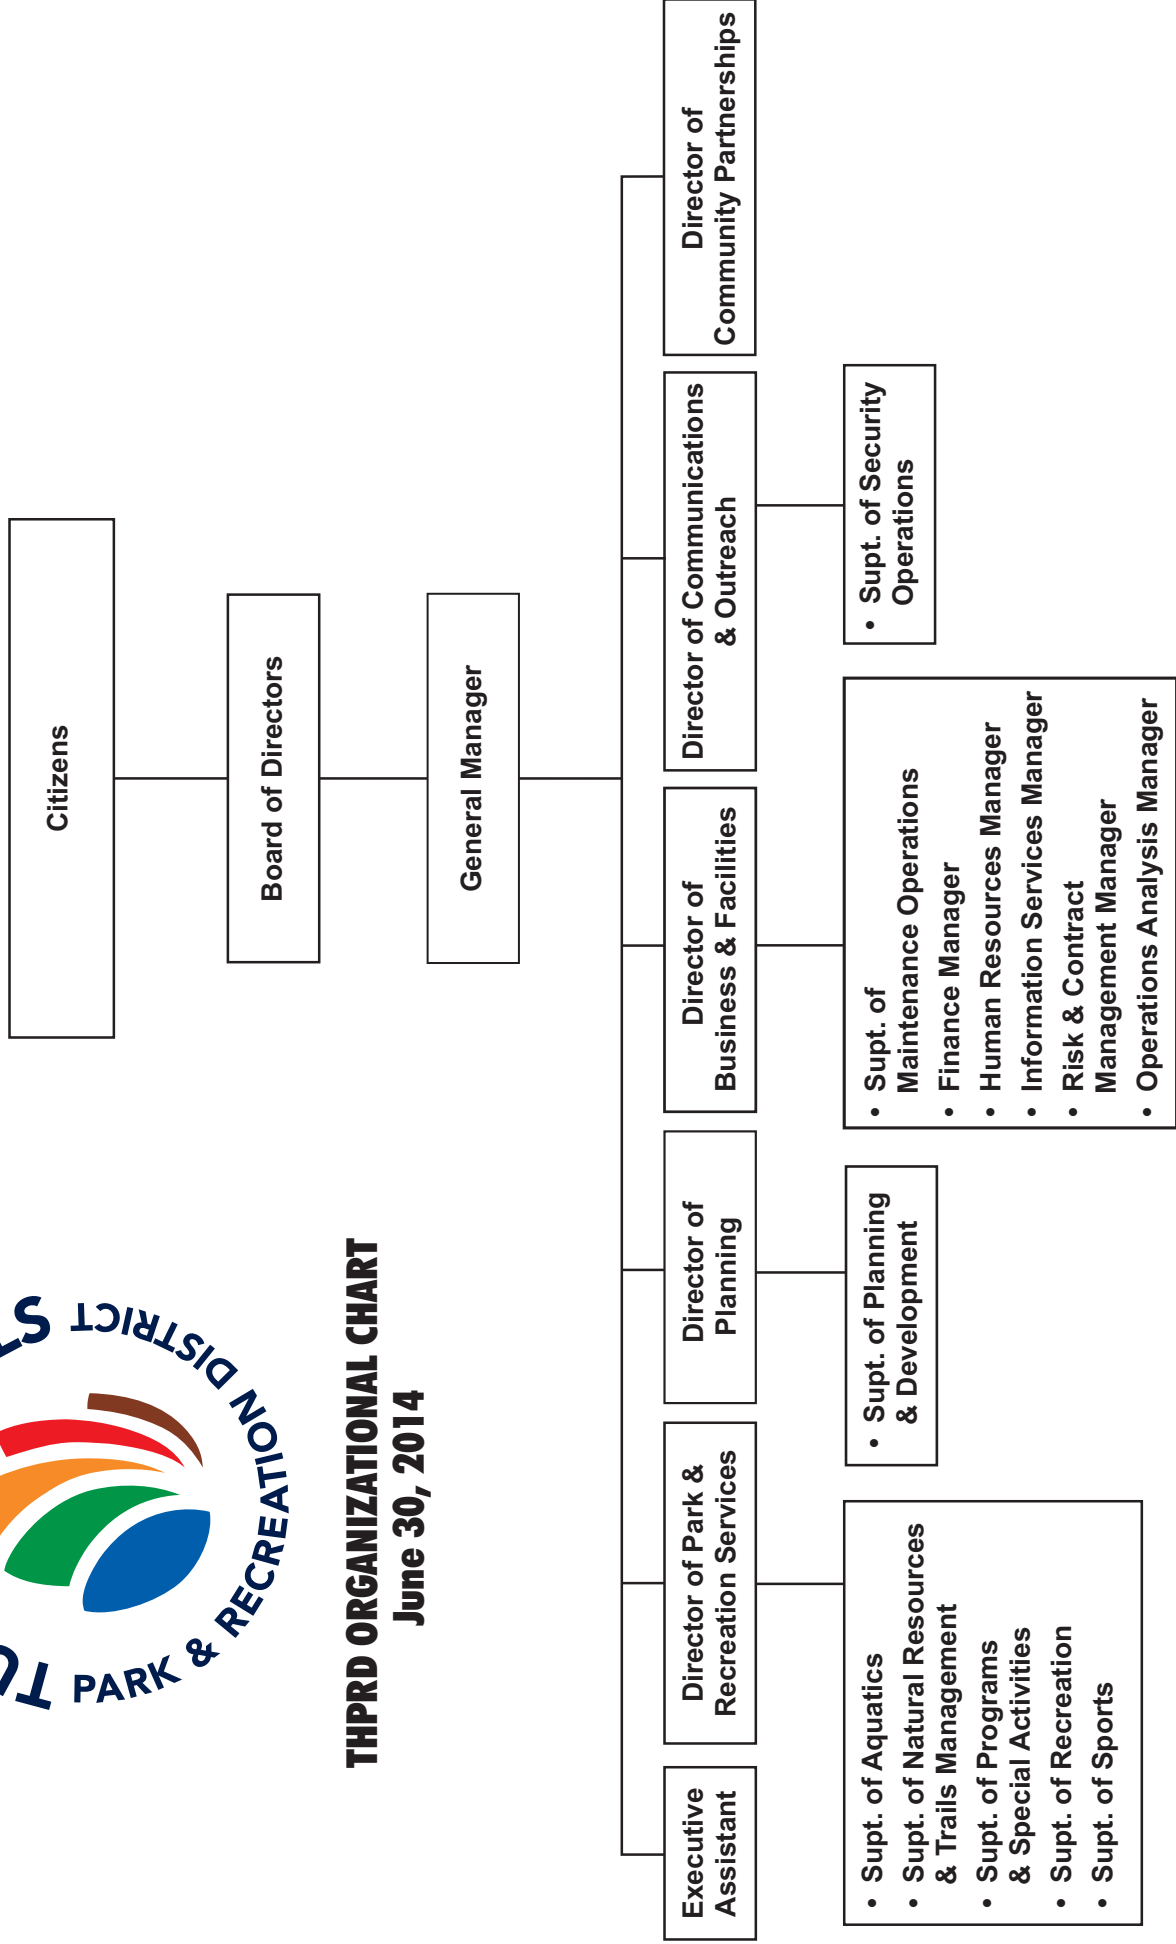 TU
STS
PARK & RECREATION DISTRICT
THPRD ORGANIZATIONAL CHART
June 30, 2014
Citizens
Board of Directors
General Manager
Executive
Assistant
Director of Park &
Recreation Services
Director of
Planning
Director of
Business & Facilities
Director of Communications
& Outreach
Director of
Community Partnerships
• Supt. of Aquatics
• Supt. of Natural Resources
& Trails Management
• Supt. of Programs
& Special Activities
• Supt. of Recreation
• Supt. of Sports
• Supt. of Planning
& Development
• Supt. of
Maintenance Operations
• Finance Manager
• Human Resources Manager
• Information Services Manager
• Risk & Contract
Management Manager
• Operations Analysis Manager
• Supt. of Security
Operations